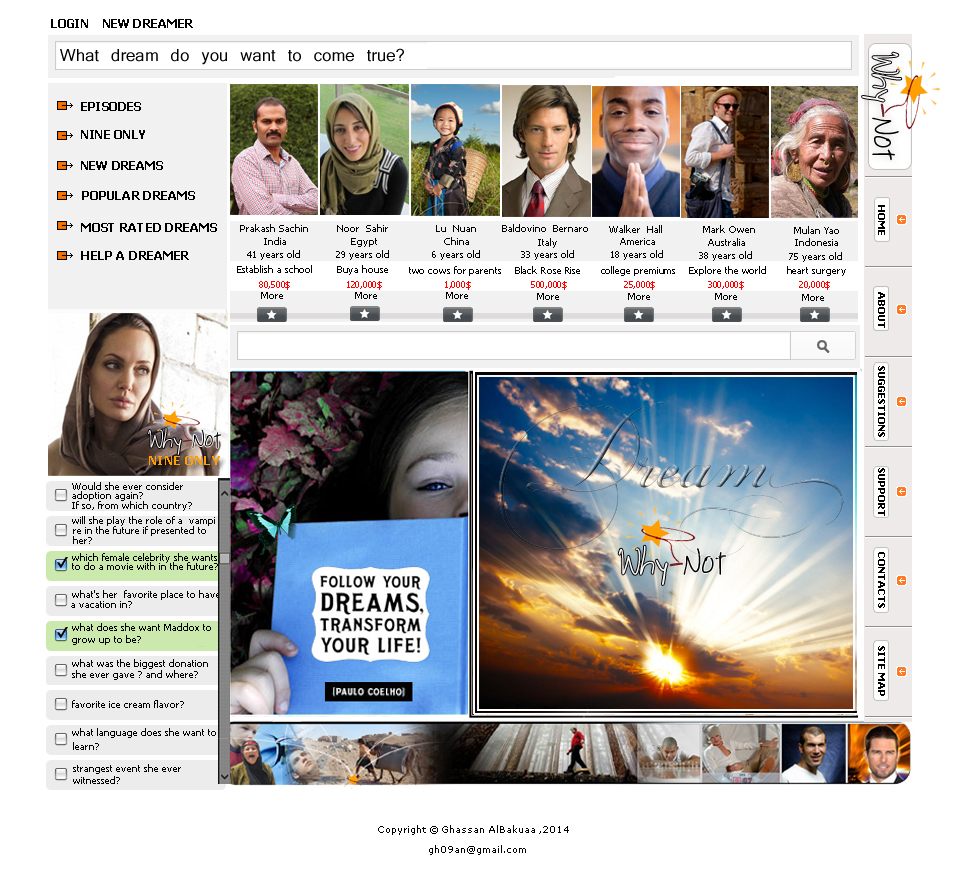 LOGIN NEW DREAMER
What dream do you want to come true?
EPISODES
NINE ONLY
NEW DREAMS
POPULAR DREAMS
MOST RATED DREAMS
HELP A DREAMER
Prakash Sachin
India
41 years old
Establish a school
80,500$
More
Noor Sahir
Egypt
29 years old
Buya house
120,000$
More
Lu Nuan
China
6 years old
two cows for parents
1,000$
More
Baldovino Bernaro
Italy
33 years old
Black Rose Rise
500,000$
More
Walker Hall
America
18 years old
college premiums
25,000$
More
Mark Owen
Australia
38 years old
Explore the world
300,000$
More
Mulan Yao
Indonesia
75 years old
heart surgery
20,000$
More
Why Not
HOME
ABOUT
SUGGESTIONS
SUPPORT
CONTACTS
SITE MAP
Why Not
NINE ONLY
Would she ever consider
adoption again?
If so, from which country?
will she play the role of a vampi
re in the future if presented to
her?
which female celebrity she wants
to do a movie with in the future?
what's her favorite place to have
a vacation in?
what does she want Maddox to
grow up to be?
what was the biggest donation
she ever gave ? and where?
favorite ice cream flavor?
what language does she want to
learn?
strangest event she ever
witnessed?
FOLLOW YOUR
DREAMS,
TRANSFORM
YOUR LIFE!
[PAULO COELHO]
Dream
Why Not
Copyright © Ghassan AlBakuaa ,2014
gh09an@gmail.com